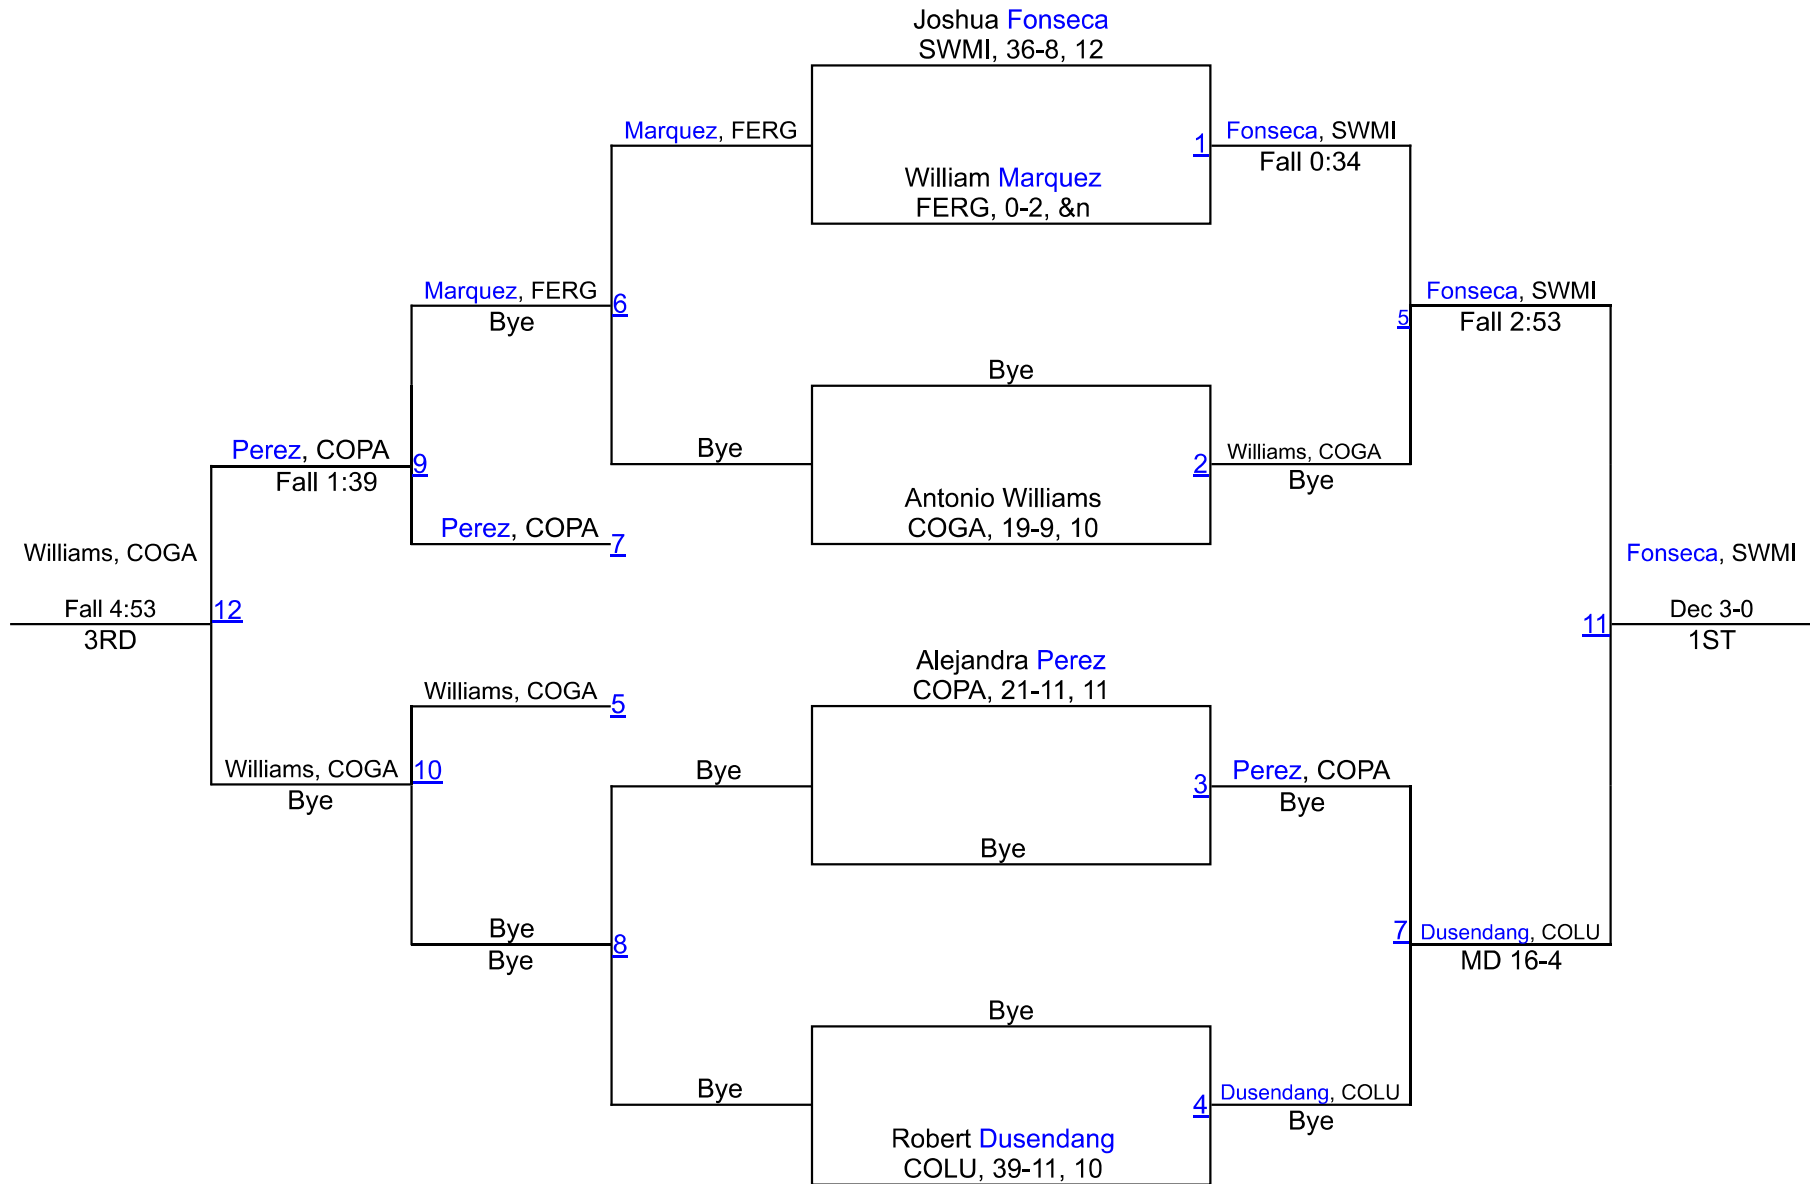 Joshua Fonseca
SWMI, 36-8, 12
Marquez, FERG
1
Fonseca, SWMI
Fall 0:34
William Marquez
FERG, 0-2, &n
Marquez, FERG
Bye
6
5
Fonseca, SWMI
Fall 2:53
Bye
Perez, COPA
Fall 1:39
9
Bye
2
Williams, COGA
Bye
Antonio Williams
COGA, 19-9, 10
Perez, COPA
7
Williams, COGA
Fall 4:53
3RD
12
Fonseca, SWMI
11
Dec 3-0
1ST
Alejandra Perez
COPA, 21-11, 11
Williams, COGA
5
Williams, COGA
Bye
10
Bye
3
Perez, COPA
Bye
Bye
Bye
Bye
8
7
Dusendang, COLU
MD 16-4
Bye
Bye
4
Dusendang, COLU
Bye
Robert Dusendang
COLU, 39-11, 10